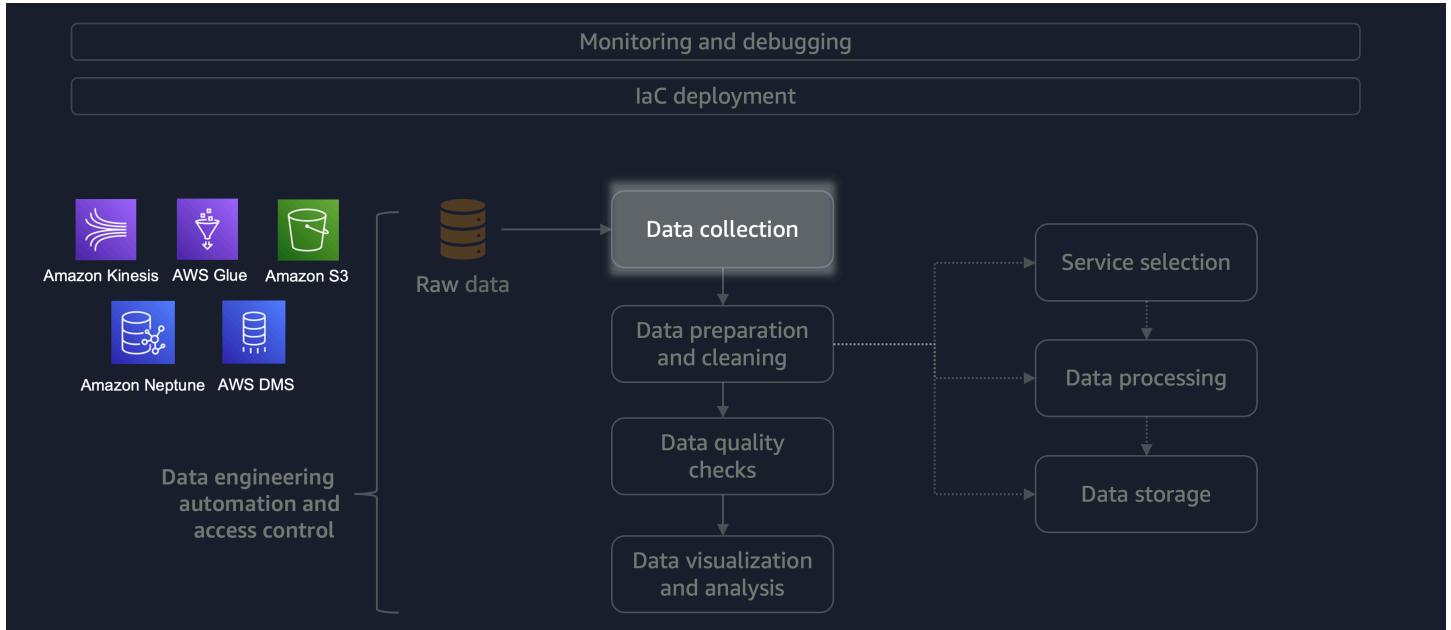 Monitoring and debugging
IaC deployment
Amazon Kinesis
AWS Glue
Amazon S3
Amazon Neptune
AWS DMS
Data engineering
automation and
access control
Raw data
Data collection
Data preparation
and cleaning
Data quality
checks
Data visualization
and analysis
Service selection
Data processing
Data storage